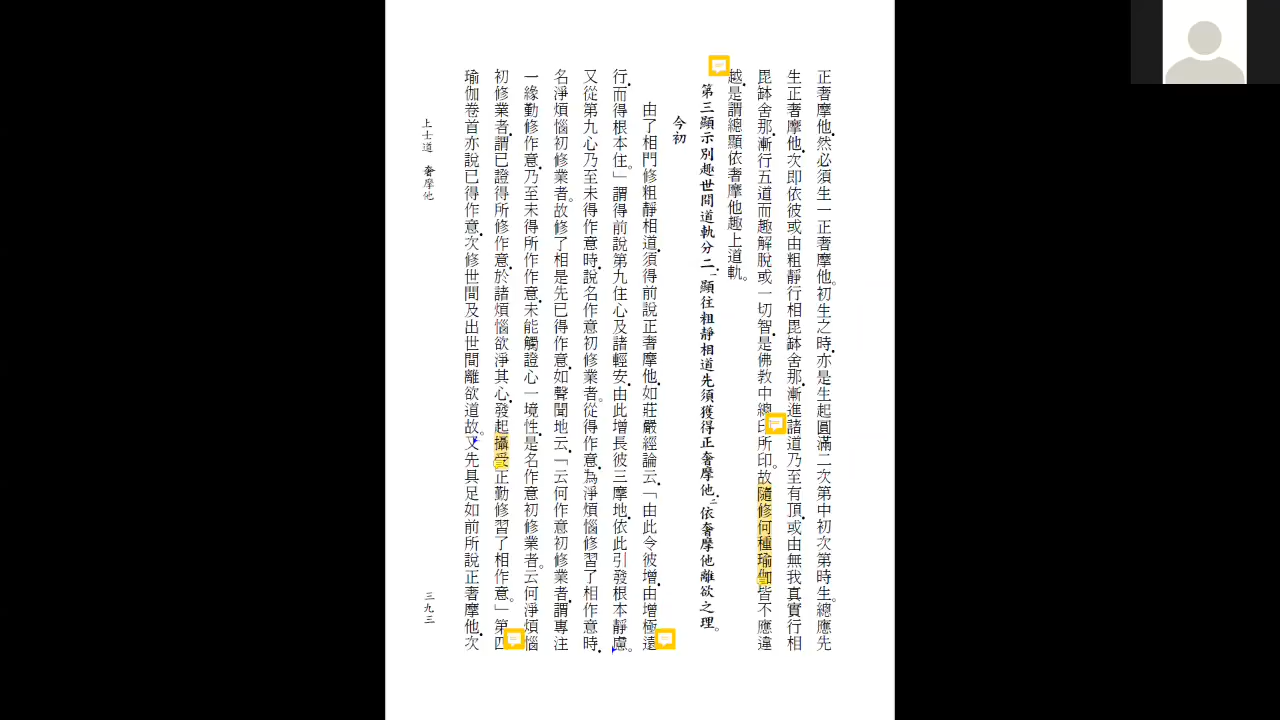 正奢摩他，然必須生一正奢摩他。初生之時，亦是生起圓滿二次第中初次第時生。總應先
生正奢摩他，次即依彼或由粗靜行相毘鉢舍那，漸進諸道乃至有頂，或由無我真實行相
毘鉢舍那，漸行五道而趣解脫或一切智，是佛教中總印所印。故隨修何種瑜伽皆不應違
越，是謂總顯依奢摩他趣上道軌。
第三顯示別趣世間道軌分二，一顯往粗靜相道先須獲得正奢摩他，二依奢摩他離欲之理。
今初
由了相門修粗靜相道，須得前說正奢摩他，如莊嚴經論云，「由此令彼增，由增極遠
行，而得根本住。」謂得前說第九住心及諸輕安，由此增長彼三摩地，依此引發根本靜慮。
又從第九心乃至未得作意時，說名作意初修業者。從得作意，為淨煩惱修習了相作意時，
名淨煩惱初修業者。故修了相是先已得作意，如聲聞地云，「云何作意初修業者，謂專注
一緣勤修作意，乃至未得所作作意，未能觸證心一境性，是名作意初修業者。云何淨煩惱
初修業者，謂已證得所修作意，於諸煩惱欲淨其心，發起攝受正勤修習了相作意。」第四
瑜伽卷首亦說已得作意，次修世間及出世間離欲道故。又先具足如前所說正奢摩他，次
上士道　奢摩他
三九三